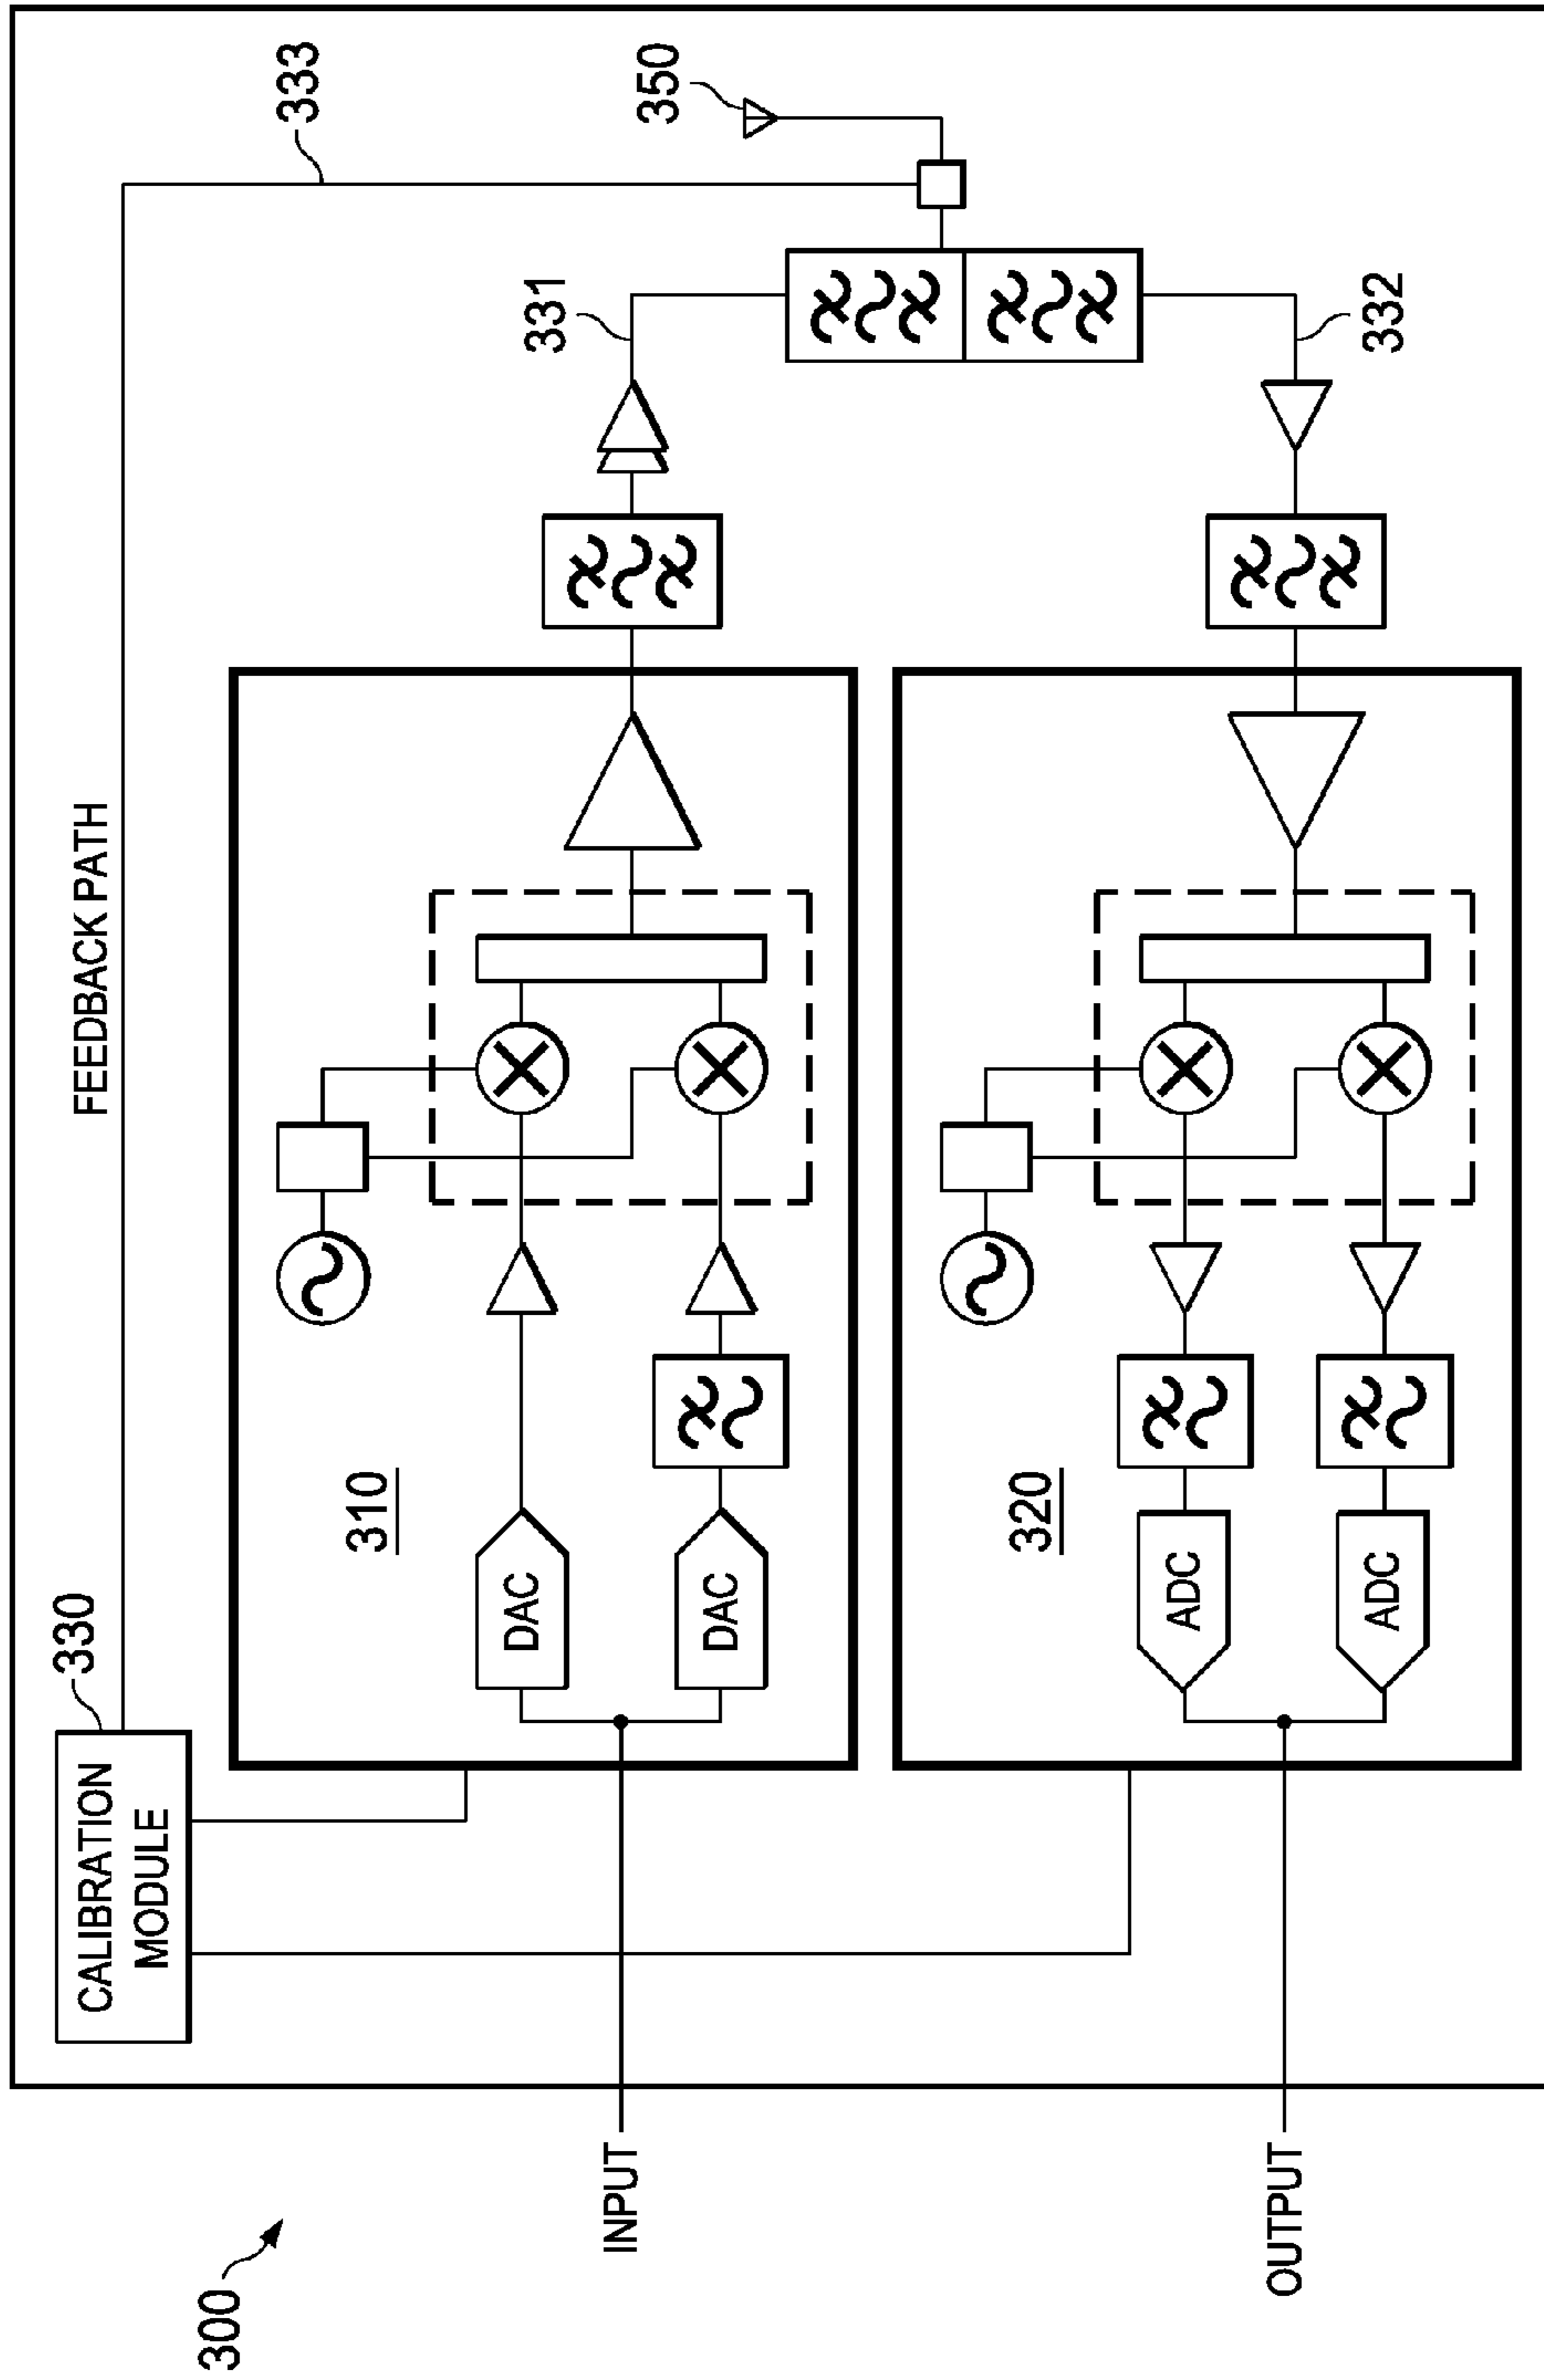 300
CALIBRATION
MODULE
330
FEEDBACK PATH
333
350
310
DAC
DAC
331
INPUT
320
ADC
ADC
332
OUTPUT